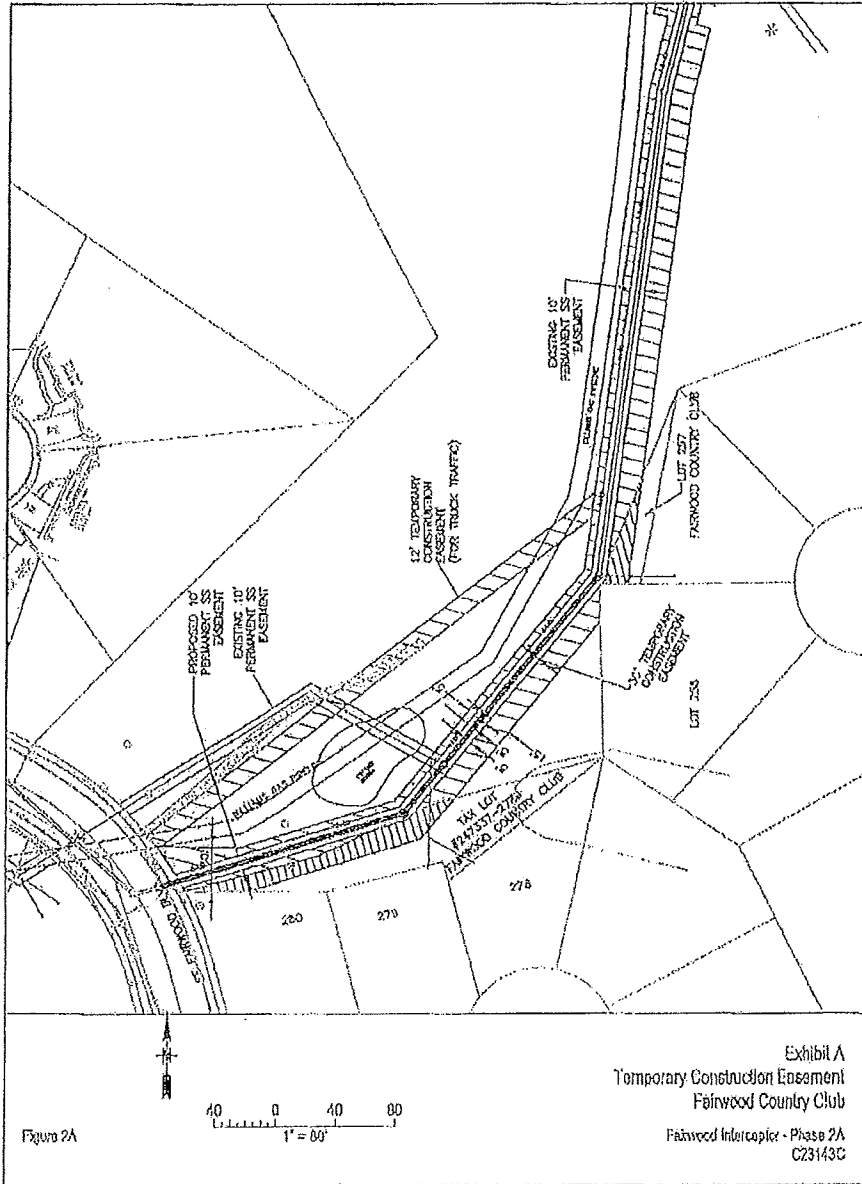 EXISTING 10'
PERMANENT SS
EASEMENT
12' TEMPORARY
CONSTRUCTION
EASEMENT
(FOR TRUCK TRAFFIC)
LOT 257
FAIRWOOD COUNTRY CLUB
PROPOSED 10'
PERMANENT SS
EASEMENT
EXISTING 10'
PERMANENT SS
EASEMENT
TEMPORARY
CONSTRUCTION
EASEMENT
LOT
15
10
15
TAX LOT
FAIRWOOD COUNTRY CLUB
280
279
278
Exhibit A
Temporary Construction Easement
Fairwood Country Club
Fairwood Interceptor - Phase 2A
C23143C
40 0 40 80
1" = 80'
Figure 2A